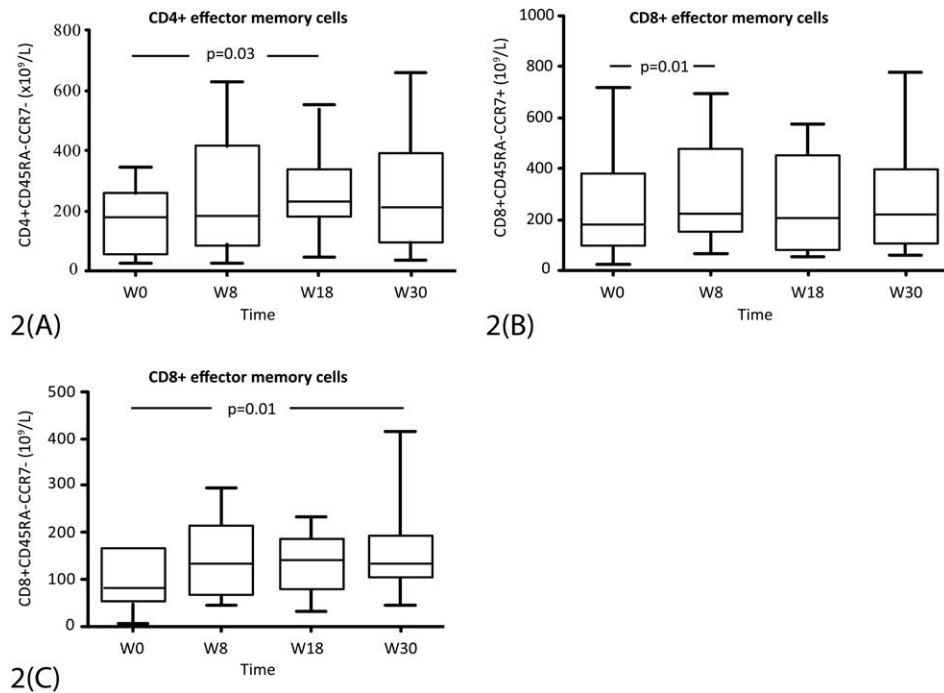 CD4+ effector memory cells
CD4+CD45RA-CCR7- (x10⁹/L)
800
600
400
200
0
p=0.03
W0 W8 W18 W30
Time
2(A)
CD8+ effector memory cells
CD8+CD45RA-CCR7+ (10⁹/L)
1000
800
600
400
200
0
p=0.01
W0 W8 W18 W30
Time
2(B)
CD8+ effector memory cells
CD8+CD45RA-CCR7- (10⁹/L)
500
400
300
200
100
0
p=0.01
W0 W8 W18 W30
Time
2(C)